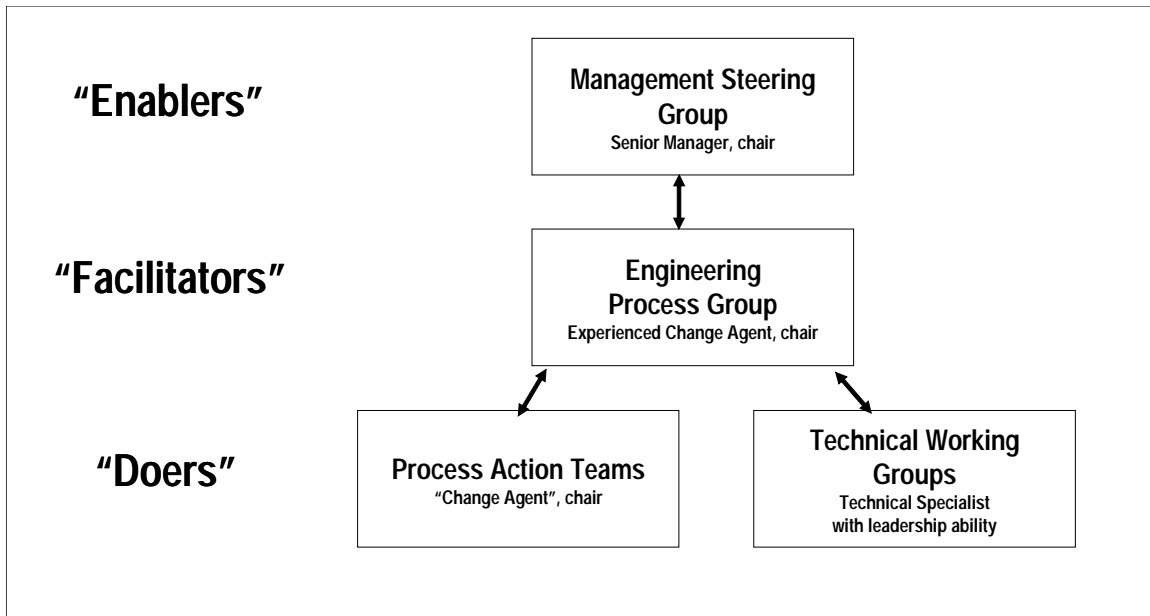 “Enablers”
Management Steering
Group
Senior Manager, chair
“Facilitators”
Engineering
Process Group
Experienced Change Agent, chair
“Doers”
Process Action Teams
“Change Agent”, chair
Technical Working
Groups
Technical Specialist
with leadership ability